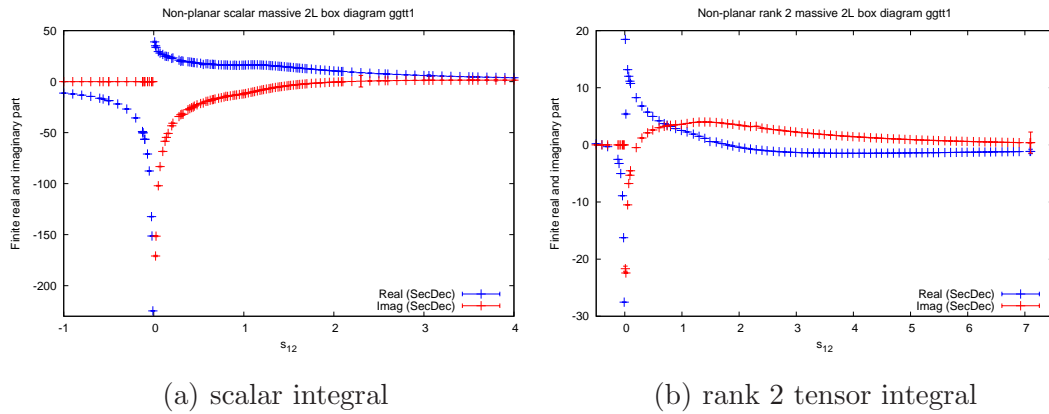 Non-planar scalar massive 2L box diagram ggtt1
50
0
-50
-100
-150
-200
Finite real and imaginary part
Real (SecDec)
Imag (SecDec)
-1
0
1
2
3
4
s12
(a) scalar integral
Non-planar rank 2 massive 2L box diagram ggtt1
20
10
0
-10
-20
-30
Finite real and imaginary part
Real (SecDec)
Imag (SecDec)
0
1
2
3
4
5
6
7
s12
(b) rank 2 tensor integral